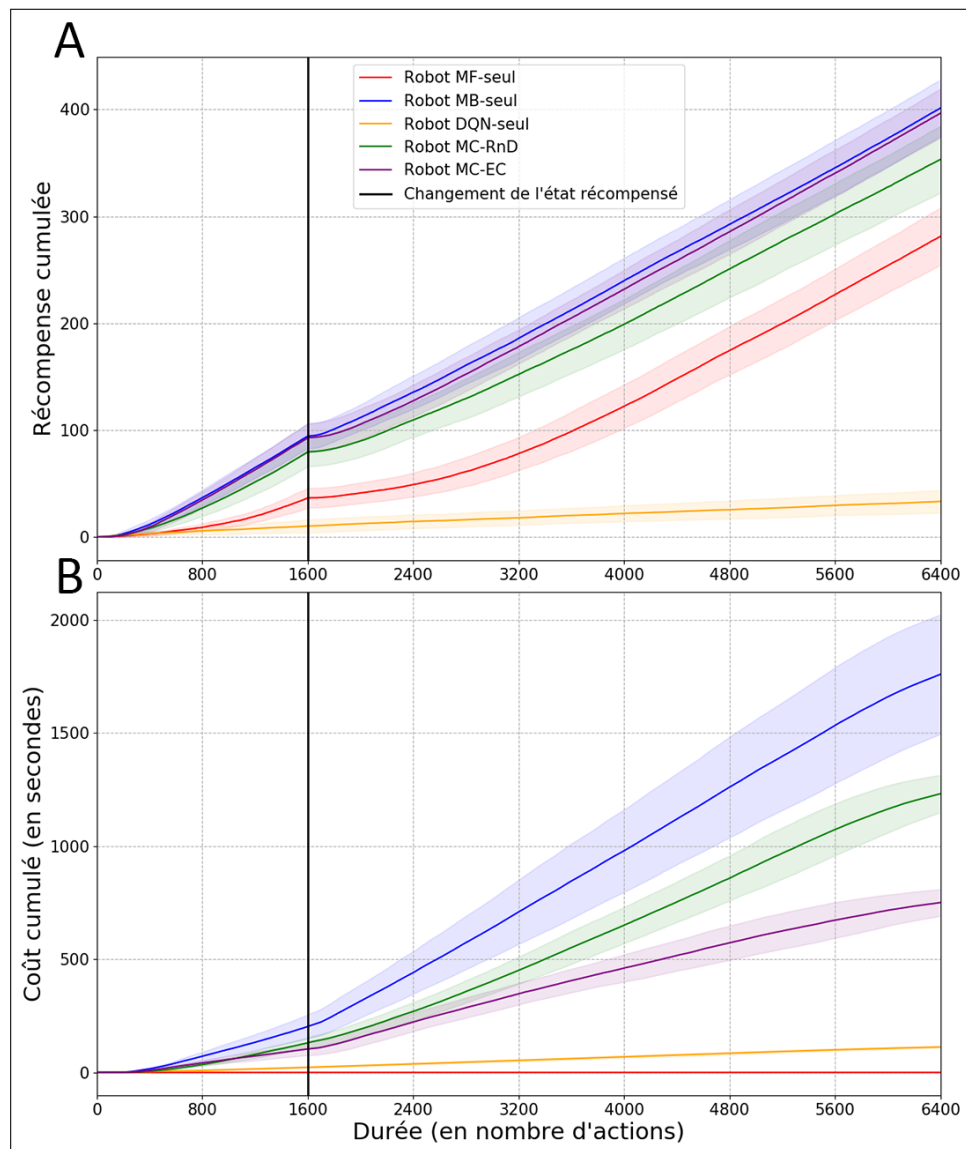 A
Récompense cumulée
400
300
200
100
0
Robot MF-seul
Robot MB-seul
Robot DQN-seul
Robot MC-RnD
Robot MC-EC
Changement de l'état récompensé
0 800 1600 2400 3200 4000 4800 5600 6400
B
Coût cumulé (en secondes)
2000
1500
1000
500
0
0 800 1600 2400 3200 4000 4800 5600 6400
Durée (en nombre d'actions)